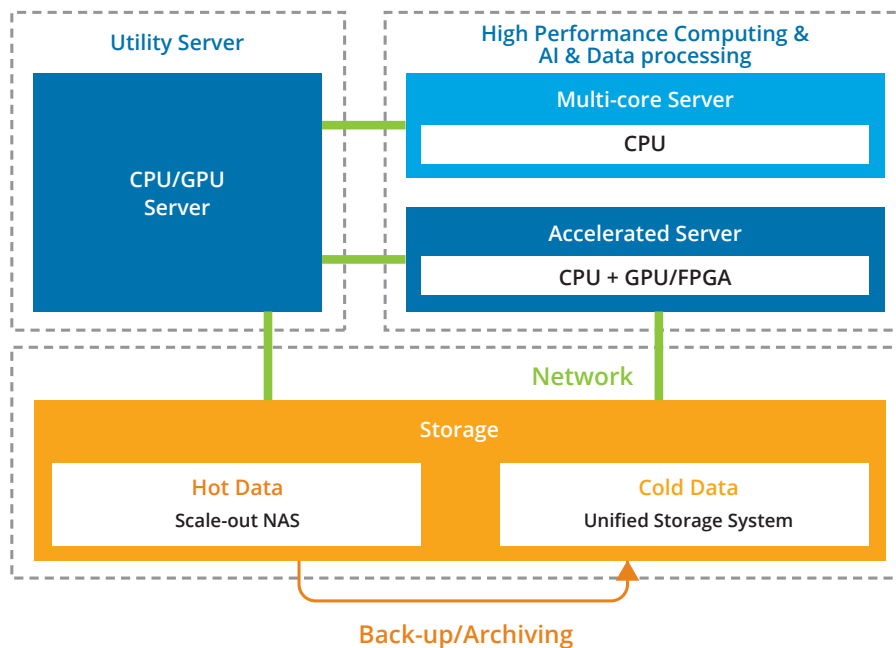 Utility Server
High Performance Computing &
AI & Data processing
CPU/GPU
Server
Multi-core Server
CPU
Accelerated Server
CPU + GPU/FPGA
Network
Storage
Hot Data
Scale-out NAS
Cold Data
Unified Storage System
Back-up/Archiving